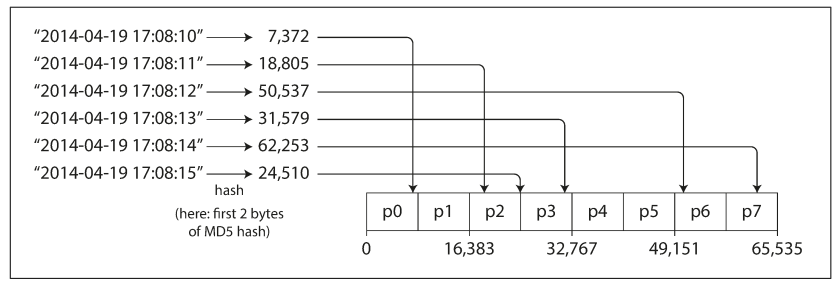 “2014-04-19 17:08:10” 7,372
“2014-04-19 17:08:11” 18,805
“2014-04-19 17:08:12” 50,537
“2014-04-19 17:08:13” 31,579
“2014-04-19 17:08:14” 62,253
“2014-04-19 17:08:15” 24,510
hash
(here: first 2 bytes
of MD5 hash)
p0 p1 p2 p3 p4 p5 p6 p7
0 16,383 32,767 49,151 65,535